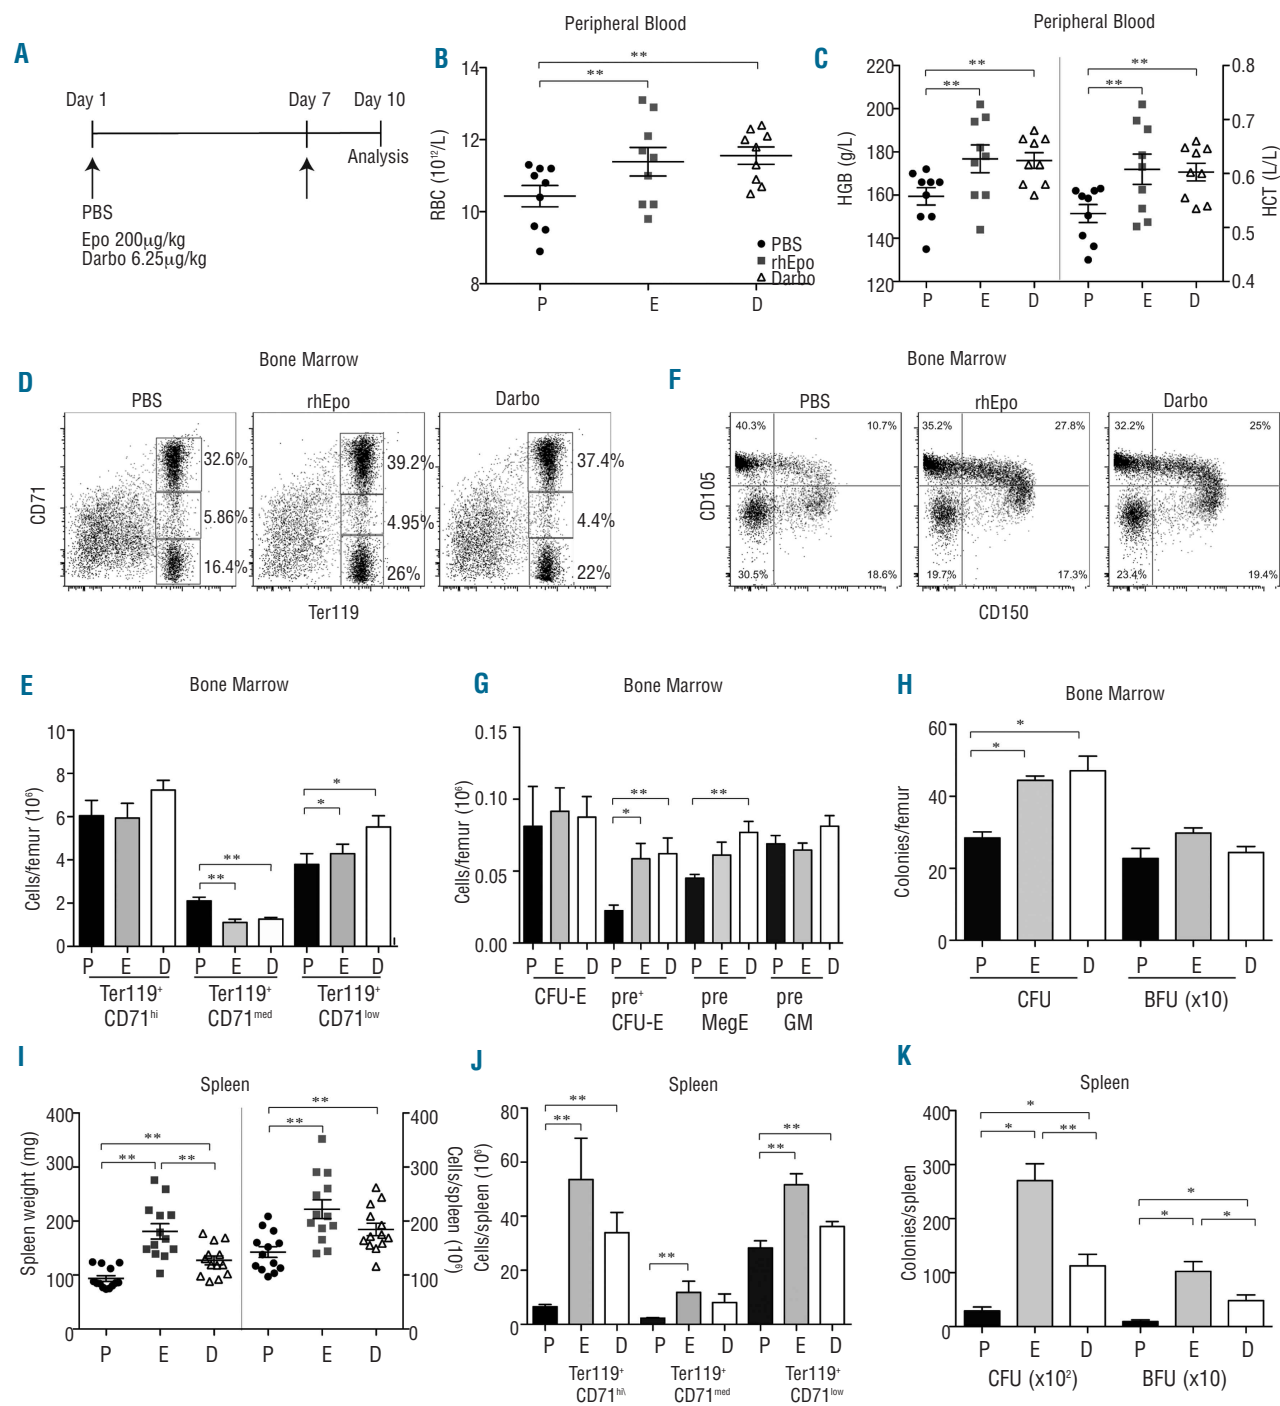 A
Day 1
Day 7
Day 10
Analysis
PBS
Epo 200µg/kg
Darbo 6.25µg/kg
Peripheral Blood
B
**
**
14
12
10
8
RBC (10¹²/L)
PBS
rhEpo
Darbo
P E D
Peripheral Blood
C
**
**
**
**
220
200
180
160
140
120
HGB (g/L)
0.8
0.7
0.6
0.5
0.4
HCT (L/L)
P E D P E D
D
Bone Marrow
PBS
rhEpo
Darbo
CD71
32.6%
5.86%
16.4%
39.2%
4.95%
26%
37.4%
4.4%
22%
Ter119
F
Bone Marrow
PBS
rhEpo
Darbo
CD105
40.3% 10.7%
30.5% 18.6%
35.2% 27.8%
19.7% 17.3%
32.2% 25%
23.4% 19.4%
CD150
E
Bone Marrow
10
8
6
4
2
0
Cells/femur (10⁶)
**
**
*
*
P E D P E D P E D
Ter119⁺ Ter119⁺ Ter119⁺
CD71ʰⁱ CD71ᵐᵉᵈ CD71ˡᵒʷ
G
Bone Marrow
0.15
0.10
0.05
0.00
Cells/femur (10⁶)
**
*
**
P E D P E D P E D P E D
CFU-E pre⁺ pre pre
CFU-E MegE GM
H
Bone Marrow
60
40
20
0
Colonies/femur
*
*
P E D P E D
CFU BFU (x10)
I
Spleen
400
300
200
100
0
Spleen weight (mg)
**
** **
**
**
400
300
200
100
0
Cells/spleen (10⁶)
P E D P E D
J
Spleen
80
60
40
20
0
Cells/spleen (10⁶)
**
**
**
**
**
P E D P E D P E D
Ter119⁺ Ter119⁺ Ter119⁺
CD71ʰⁱ\ CD71ᵐᵉᵈ CD71ˡᵒʷ
K
Spleen
400
300
200
100
0
Colonies/spleen
*
* **
*
* *
P E D P E D
CFU (x10²) BFU (x10)